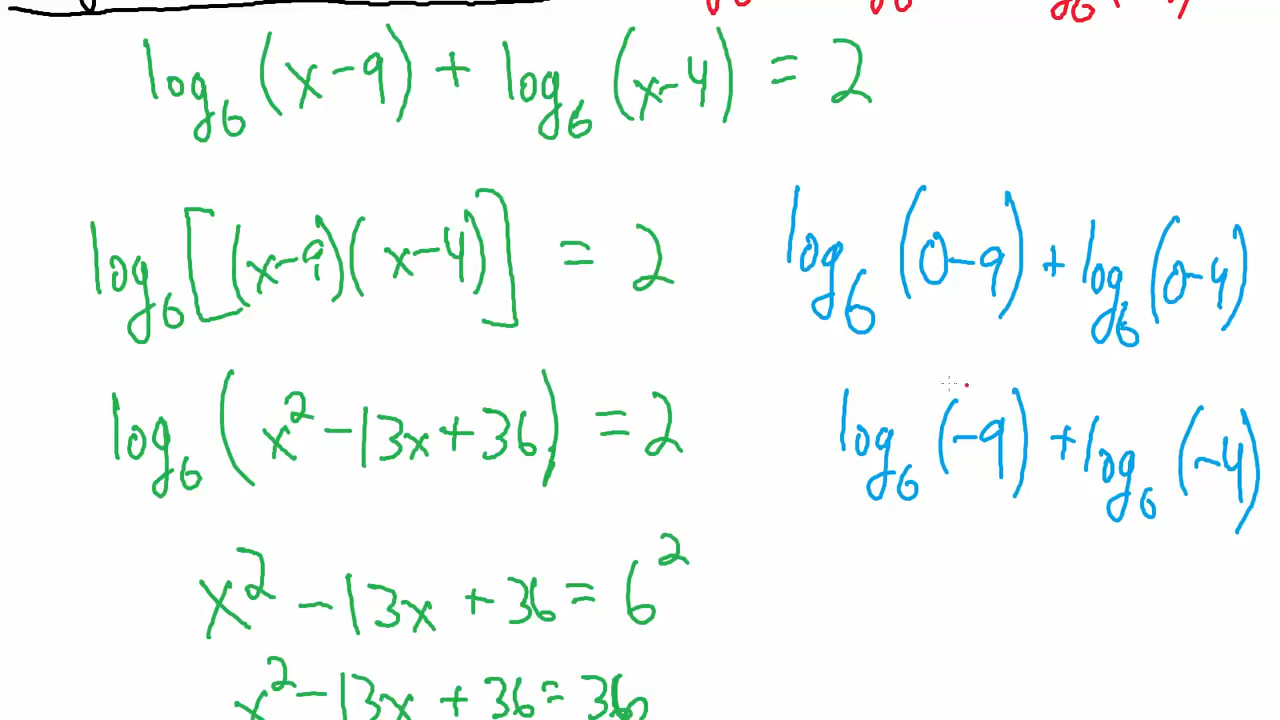 log₆(x-9) + log₆(x-4) = 2
log₆[(x-9)(x-4)] = 2
log₆(x²-13x+36) = 2
x² - 13x + 36 = 6²
x² - 13x + 36 = 36
log₆(0-9) + log₆(0-4)
log₆(-9) + log₆(-4)